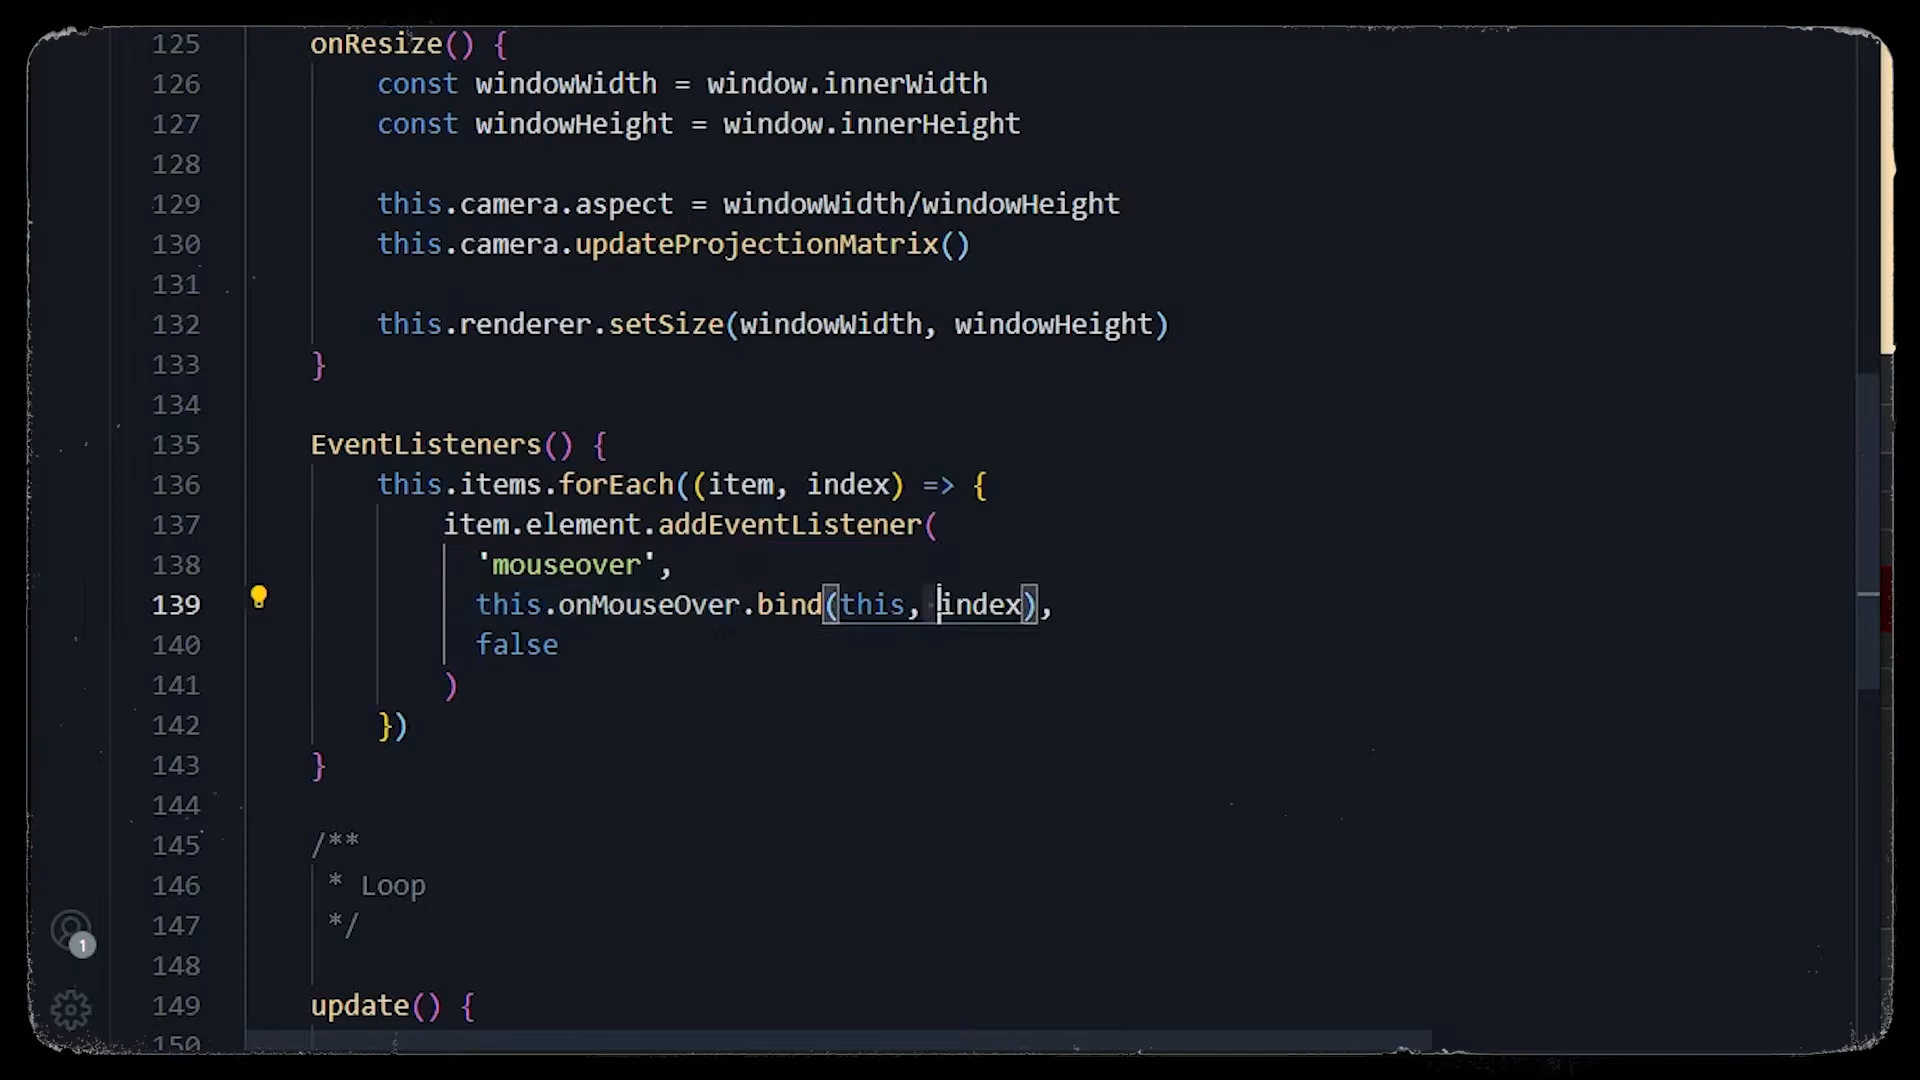 125 onResize() {
126 const windowWidth = window.innerWidth
127 const windowHeight = window.innerHeight
128
129 this.camera.aspect = windowWidth/windowHeight
130 this.camera.updateProjectionMatrix()
131
132 this.renderer.setSize(windowWidth, windowHeight)
133 }
134
135 EventListeners() {
136 this.items.forEach((item, index) => {
137 item.element.addEventListener(
138 'mouseover',
139 this.onMouseOver.bind(this, index),
140 false
141 )
142 })
143 }
144
145 /**
146 * Loop
147 */
148
149 update() {
150
1